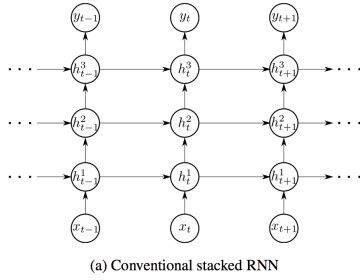 y_{t-1} y_t y_{t+1}
· · · h^3_{t-1} h^3_t h^3_{t+1} · · ·
· · · h^2_{t-1} h^2_t h^2_{t+1} · · ·
· · · h^1_{t-1} h^1_t h^1_{t+1} · · ·
x_{t-1} x_t x_{t+1}
(a) Conventional stacked RNN